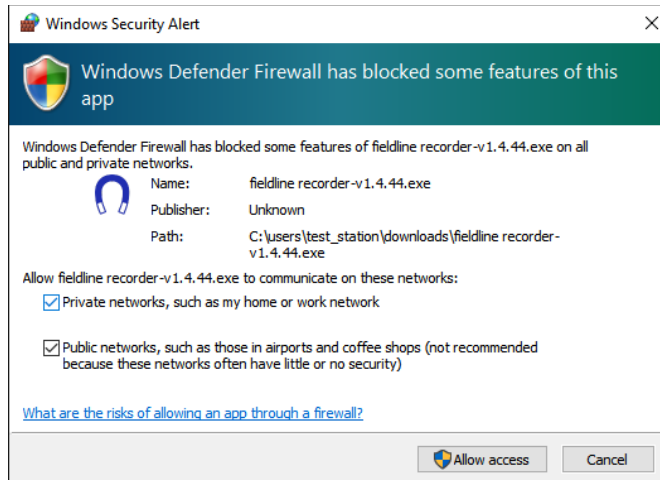 Windows Security Alert
Windows Defender Firewall has blocked some features of this
app
Windows Defender Firewall has blocked some features of fieldline recorder-v1.4.44.exe on all
public and private networks.
Name: fieldline recorder-v1.4.44.exe
Publisher: Unknown
Path: C:\users\test_station\downloads\fieldline recorder-
v1.4.44.exe
Allow fieldline recorder-v1.4.44.exe to communicate on these networks:
Private networks, such as my home or work network
Public networks, such as those in airports and coffee shops (not recommended
because these networks often have little or no security)
What are the risks of allowing an app through a firewall?
Allow access Cancel